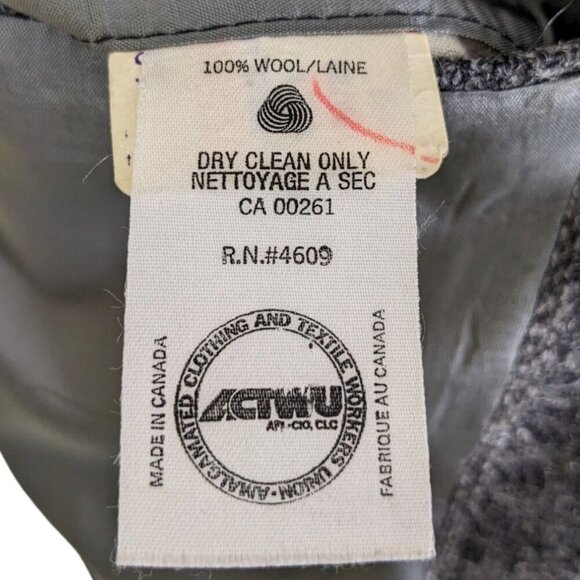 100% WOOL/LAINE
DRY CLEAN ONLY
NETTOYAGE A SEC
CA 00261
R.N.#4609
MADE IN CANADA
AMALGAMATED CLOTHING AND TEXTILE WORKERS UNION -
ACTWU
AFL-CIO, CLC
FABRIQUE AU CANADA